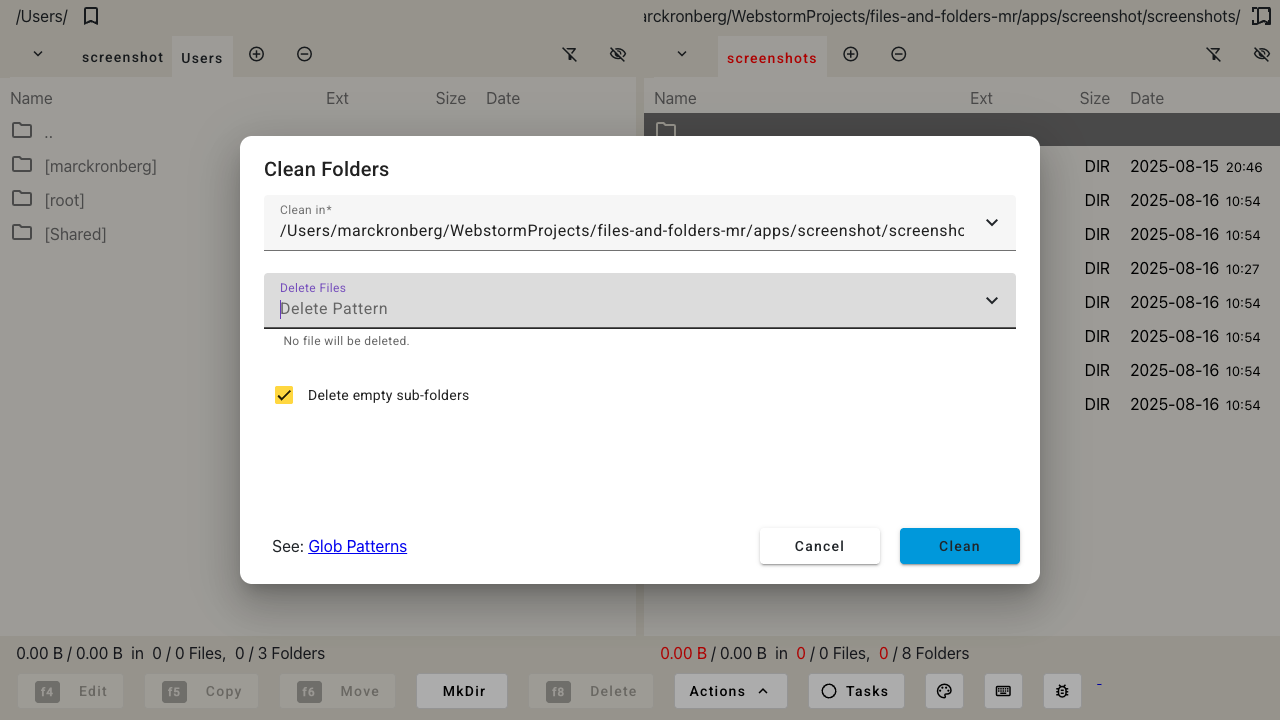 /Users/
arckronberg/WebstormProjects/files-and-folders-mr/apps/screenshot/screenshots/
screenshot Users
screenshots
Name Ext Size Date
Name Ext Size Date
..
[marckronberg]
[root]
[Shared]
DIR 2025-08-15 20:46
DIR 2025-08-16 10:54
DIR 2025-08-16 10:54
DIR 2025-08-16 10:27
DIR 2025-08-16 10:54
DIR 2025-08-16 10:54
DIR 2025-08-16 10:54
DIR 2025-08-16 10:54
Clean Folders
Clean in*
/Users/marckronberg/WebstormProjects/files-and-folders-mr/apps/screenshot/screensho
Delete Files
Delete Pattern
No file will be deleted.
Delete empty sub-folders
See: Glob Patterns
Cancel Clean
0.00 B / 0.00 B in 0 / 0 Files, 0 / 3 Folders
0.00 B / 0.00 B in 0 / 0 Files, 0 / 8 Folders
f4 Edit f5 Copy f6 Move MkDir f8 Delete Actions Tasks